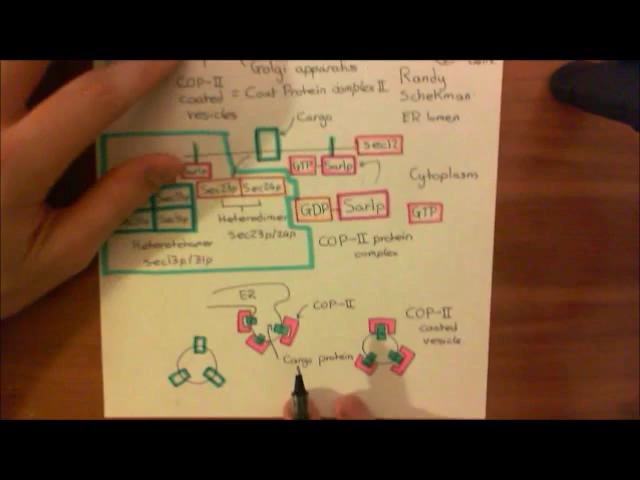 Golgi apparatus
COP-II
coated = Coat Protein complex II
vesicles
Randy
Schekman
ER lumen
Cargo
Sec12
Sar1p
GTP Sar1p
Sec23p Sec24p
Cytoplasm
GDP Sar1p
GTP
Heterodimer
sec23p/24p
COP-II protein
complex
Heterotetramer
sec13p/31p
ER
COP-II
COP-II
coated
vesicle
Cargo protein